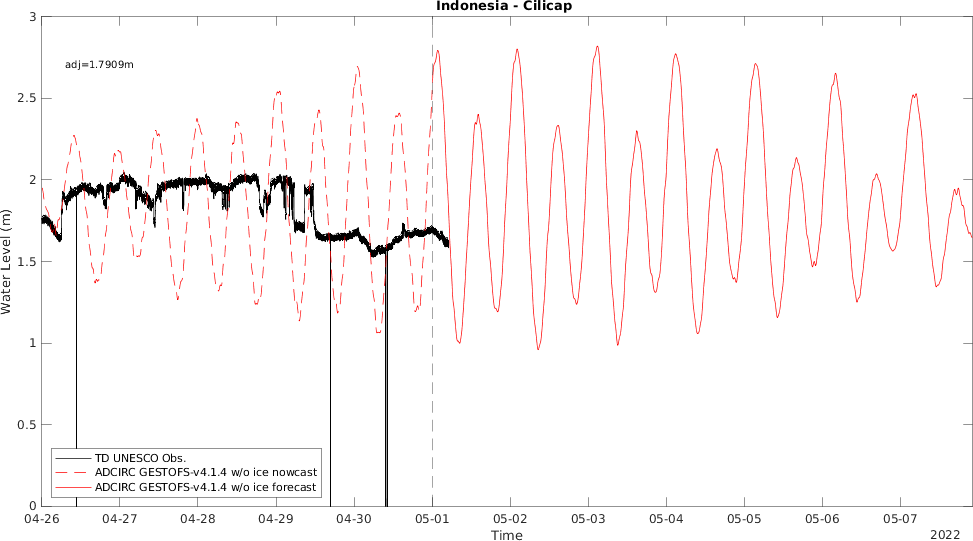 Indonesia - Cilicap
adj=1.7909m
3
2.5
2
1.5
1
0.5
0
Water Level (m)
TD UNESCO Obs.
ADCIRC GESTOFS-v4.1.4 w/o ice nowcast
ADCIRC GESTOFS-v4.1.4 w/o ice forecast
04-26 04-27 04-28 04-29 04-30 05-01 05-02 05-03 05-04 05-05 05-06 05-07
Time
2022